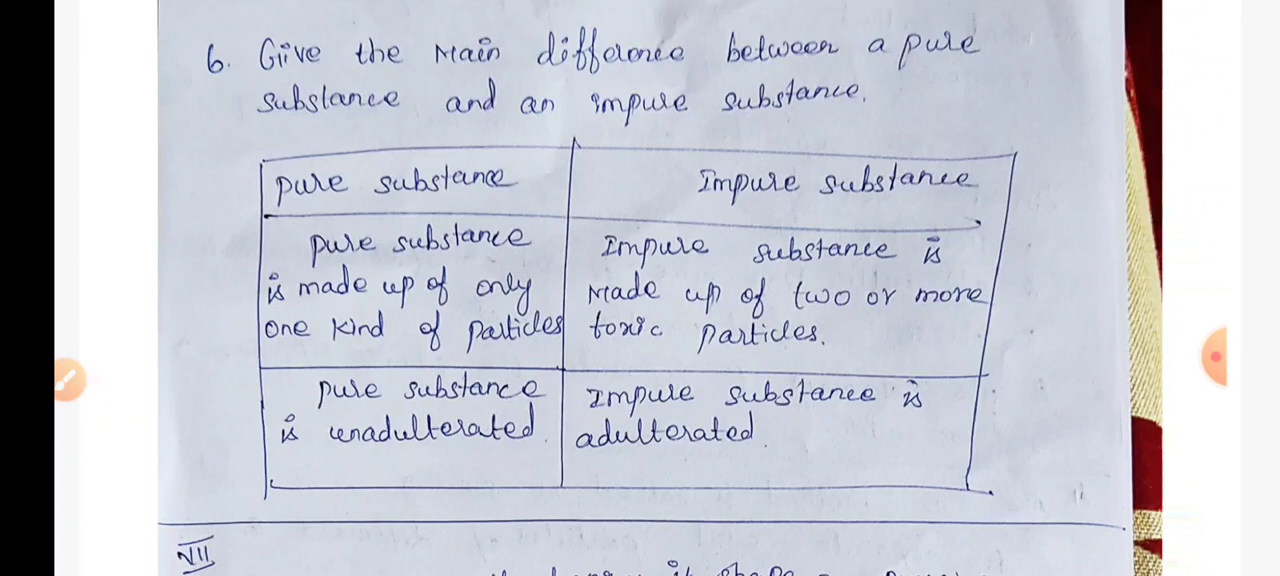 6. Give the Main difference between a pure
substance and an impure substance.
pure substance
Impure substance
pure substance
is made up of only
one kind of particles
Impure substance is
Made up of two or more
toxic particles.
pure substance
is unadulterated.
Impure substance is
adulterated.
VII